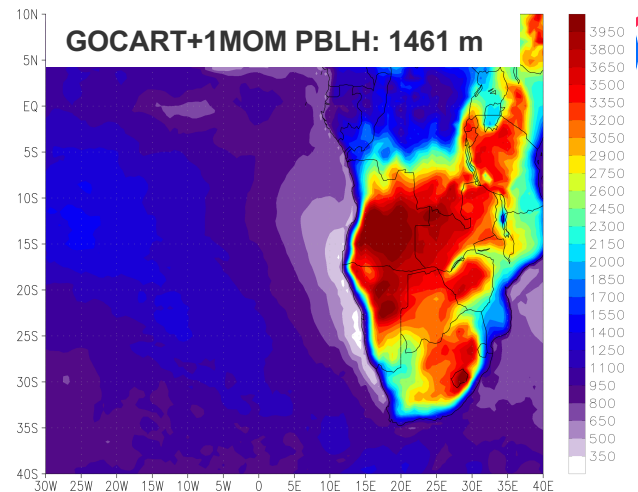 GOCART+1MOM PBLH: 1461 m
10N
5N
EQ
5S
10S
15S
20S
25S
30S
35S
40S
30W 25W 20W 15W 10W 5W 0 5E 10E 15E 20E 25E 30E 35E 40E
3950
3800
3650
3500
3350
3200
3050
2900
2750
2600
2450
2300
2150
2000
1850
1700
1550
1400
1250
1100
950
800
650
500
350